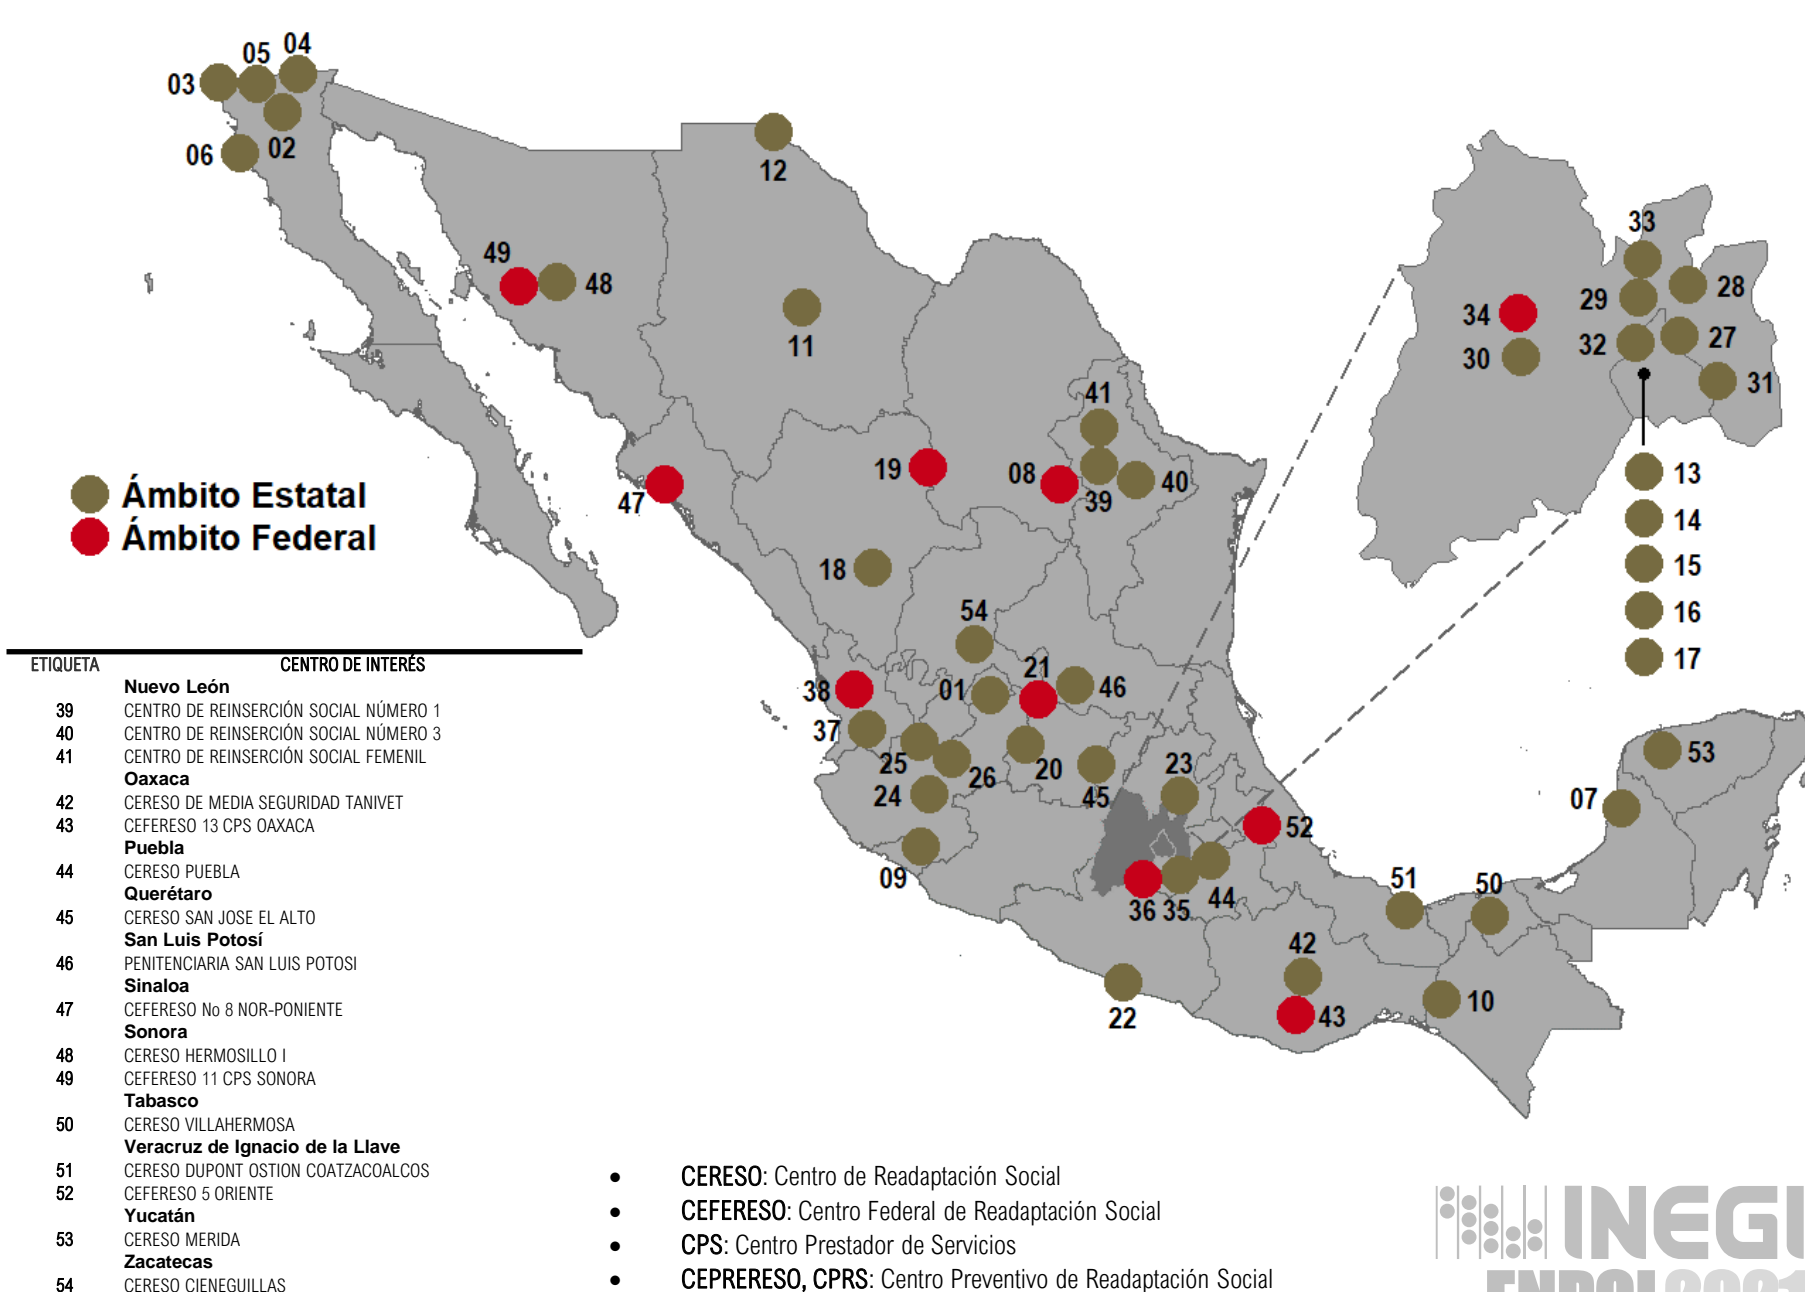 04
05
03
06
02
12
33
49
48
28
29
34
27
11
32
30
31
41
19
08
40
47
39
13
Ámbito Estatal
14
Ámbito Federal
15
18
16
54
17
21
38
01
46
37
25
26
20
23
53
24
45
07
52
09
51
50
44
36 35
42
10
22
43
ETIQUETA CENTRO DE INTERÉS
Nuevo León
39 CENTRO DE REINSERCIÓN SOCIAL NÚMERO 1
40 CENTRO DE REINSERCIÓN SOCIAL NÚMERO 3
41 CENTRO DE REINSERCIÓN SOCIAL FEMENIL
Oaxaca
42 CERESO DE MEDIA SEGURIDAD TANIVET
43 CEFERESO 13 CPS OAXACA
Puebla
44 CERESO PUEBLA
Querétaro
45 CERESO SAN JOSE EL ALTO
San Luis Potosí
46 PENITENCIARIA SAN LUIS POTOSI
Sinaloa
47 CEFERESO No 8 NOR-PONIENTE
Sonora
48 CERESO HERMOSILLO I
49 CEFERESO 11 CPS SONORA
Tabasco
50 CERESO VILLAHERMOSA
Veracruz de Ignacio de la Llave
51 CERESO DUPONT OSTION COATZACOALCOS
52 CEFERESO 5 ORIENTE
Yucatán
53 CERESO MERIDA
Zacatecas
54 CERESO CIENEGUILLAS
• CERESO: Centro de Readaptación Social
• CEFERESO: Centro Federal de Readaptación Social
• CPS: Centro Prestador de Servicios
• CEPRERESO, CPRS: Centro Preventivo de Readaptación Social
INEGI
ENPOL 2021